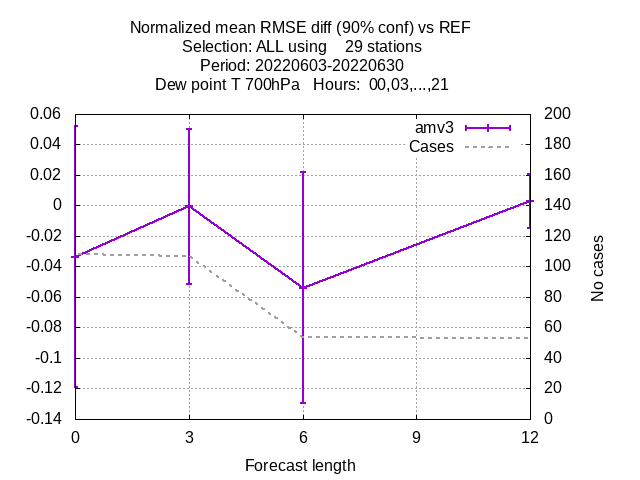 Normalized mean RMSE diff (90% conf) vs REF
Selection: ALL using    29 stations
Period: 20220603-20220630
Dew point T 700hPa   Hours:  00,03,...,21
0.06
0.04
0.02
0
-0.02
-0.04
-0.06
-0.08
-0.1
-0.12
-0.14
amv3
Cases
200
180
160
140
120
100
80
60
40
20
0
No cases
0 3 6 9 12
Forecast length